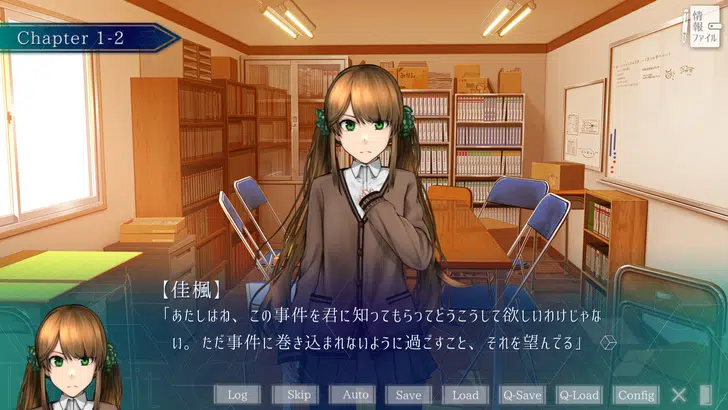 Chapter 1-2
情報
ファイル
みかん
【佳楓】
「あたしはね、この事件を君に知ってもらってどうこうして欲しいわけじゃな
い。ただ事件に巻き込まれないように過ごすこと、それを望んでる」
Log
Skip
Auto
Save
Load
Q-Save
Q-Load
Config